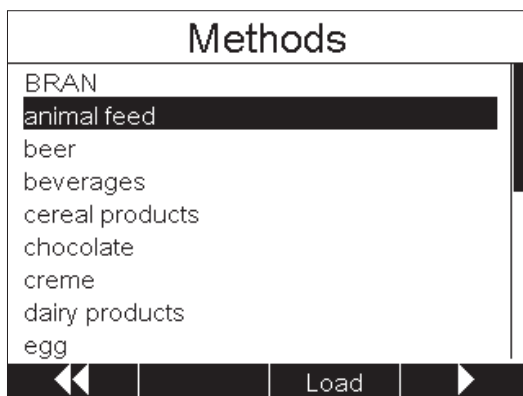 Methods
BRAN
animal feed
beer
beverages
cereal products
chocolate
creme
dairy products
egg
Load